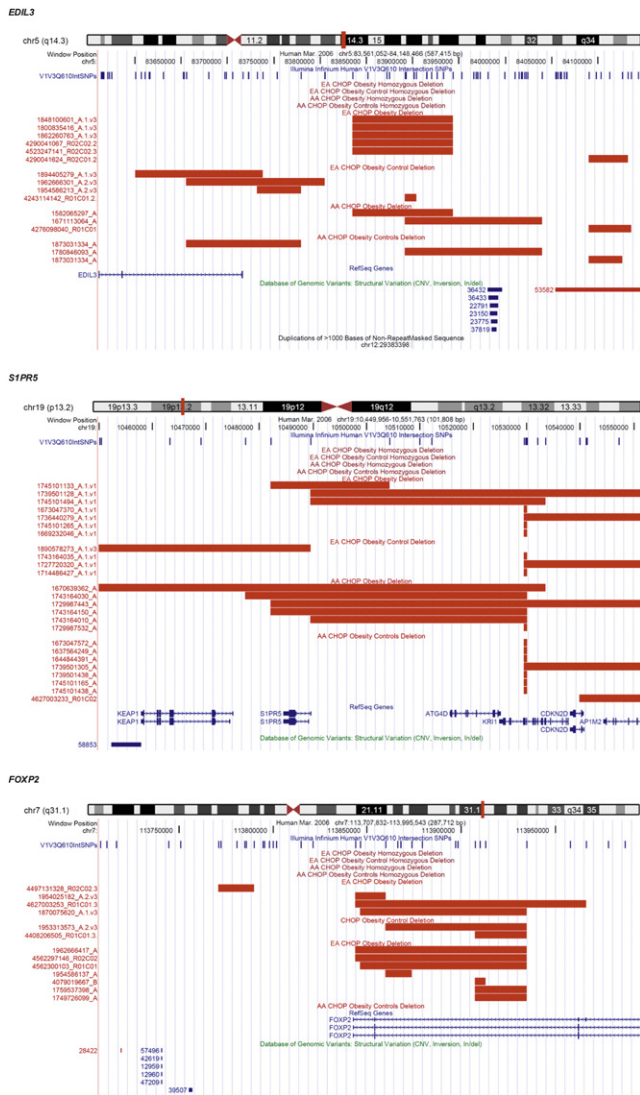 EDIL3
chr5 (q14.3) 11.2 14.3 15 32 q34
Window Position Human Mar. 2006 chr5:83,561,052-84,148,466 (587,415 bp)
chr5: 83650000 83700000 83750000 83800000 83850000 83900000 83950000 84000000 84050000 84100000
Illumina Infinium Human V1V3Q610 Intersection SNPs
V1V3Q610IntSNPs
EA CHOP Obesity Homozygous Deletion
EA CHOP Obesity Control Homozygous Deletion
AA CHOP Obesity Homozygous Deletion
AA CHOP Obesity Controls Homozygous Deletion
EA CHOP Obesity Deletion
1848100601_A.1.v3
1800835416_A.1.v3
1862260763_A.1.v3
4290041067_R02C02.2
4523247141_R02C02.3
4290041624_R02C01.2
EA CHOP Obesity Control Deletion
1894405279_A.1.v3
1962666301_A.2.v3
1954586213_A.2.v3
4243114142_R01C01.2.
AA CHOP Obesity Deletion
1582065297_A
1671113064_A
4276098040_R01C01
AA CHOP Obesity Controls Deletion
1873031334_A
1780846093_A
1873031334_A
RefSeq Genes
EDIL3
Database of Genomic Variants: Structural Variation (CNV, Inversion, In/del)
36432 53582
36433
22791
23150
23775
37819
Duplications of >1000 Bases of Non-RepeatMasked Sequence
chr12:29383398
S1PR5
chr19 (p13.2) 19p13.3 13.11 19p12 19q12 q13.2 13.32 13.33
Window Position Human Mar. 2006 chr19:10,449,956-10,551,763 (101,808 bp)
chr19: 10460000 10470000 10480000 10490000 10500000 10510000 10520000 10530000 10540000 10550000
Illumina Infinium Human V1V3Q610 Intersection SNPs
V1V3Q610IntSNPs
EA CHOP Obesity Homozygous Deletion
EA CHOP Obesity Control Homozygous Deletion
AA CHOP Obesity Homozygous Deletion
AA CHOP Obesity Controls Homozygous Deletion
EA CHOP Obesity Deletion
1745101133_A.1.v1
1739501128_A.1.v1
1745101494_A.1.v1
1673047370_A.1.v1
1736440279_A.1.v1
1745101265_A.1.v1
1669232046_A.1.v1
EA CHOP Obesity Control Deletion
1890578273_A.1.v3
1743164035_A.1.v1
1727720320_A.1.v1
1714486427_A.1.v1
AA CHOP Obesity Deletion
1670639362_A
1743164030_A
1729987443_A
1743164150_A
1743164010_A
1729987532_A
AA CHOP Obesity Controls Deletion
1673047572_A
1637564249_A
1644844391_A
1739501305_A
1739501438_A
1745101165_A
1745101438_A
4627003233_R01C02
RefSeq Genes
KEAP1 S1PR5 ATG4D CDKN2D
KEAP1 S1PR5 KRI1 AP1M2
CDKN2D
Database of Genomic Variants: Structural Variation (CNV, Inversion, In/del)
58853
FOXP2
chr7 (q31.1) 21.11 31.1 33 q34 35
Window Position Human Mar. 2006 chr7:113,707,832-113,995,543 (287,712 bp)
chr7: 113750000 113800000 113850000 113900000 113950000
Illumina Infinium Human V1V3Q610 Intersection SNPs
V1V3Q610IntSNPs
EA CHOP Obesity Homozygous Deletion
EA CHOP Obesity Control Homozygous Deletion
AA CHOP Obesity Homozygous Deletion
AA CHOP Obesity Controls Homozygous Deletion
EA CHOP Obesity Deletion
4497131328_R02C02.3
1954025182_A.2.v3
4627003253_R01C01.3
1870075620_A.1.v3
CHOP Obesity Control Deletion
1953313573_A.2.v3
4408206505_R01C01.3.
EA CHOP Obesity Deletion
1962666417_A
4562297146_R02C02
4562300103_R01C01
1954586137_A
4079019667_B
1759537398_A
1749726099_A
AA CHOP Obesity Controls Deletion
RefSeq Genes
FOXP2
FOXP2
FOXP2
Database of Genomic Variants: Structural Variation (CNV, Inversion, In/del)
28422 57496
42619
12959
12960
47209
39507